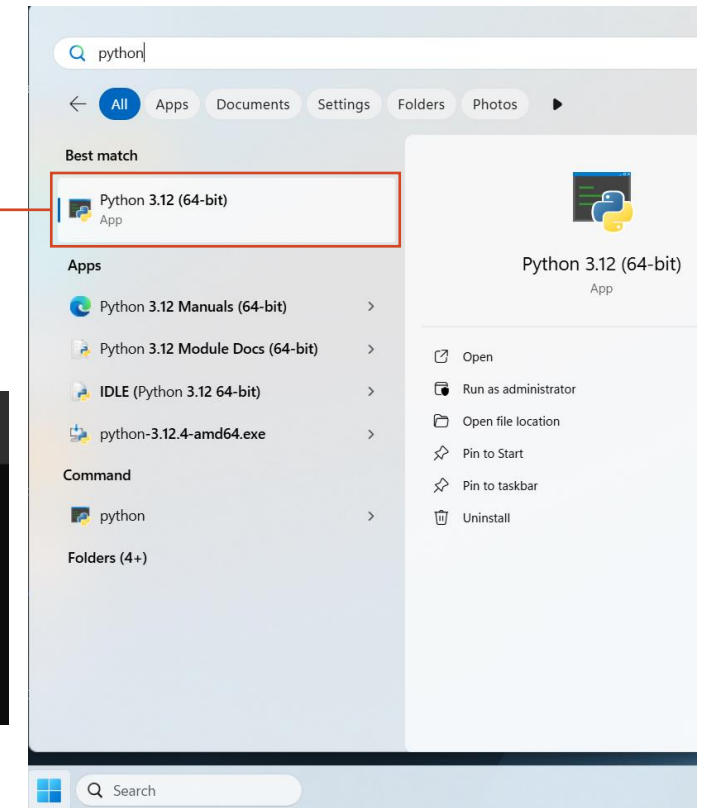 python
All Apps Documents Settings Folders Photos
Best match
Python 3.12 (64-bit)
App
Apps
Python 3.12 Manuals (64-bit)
Python 3.12 Module Docs (64-bit)
IDLE (Python 3.12 64-bit)
python-3.12.4-amd64.exe
Command
python
Folders (4+)
Python 3.12 (64-bit)
App
Open
Run as administrator
Open file location
Pin to Start
Pin to taskbar
Uninstall
Search